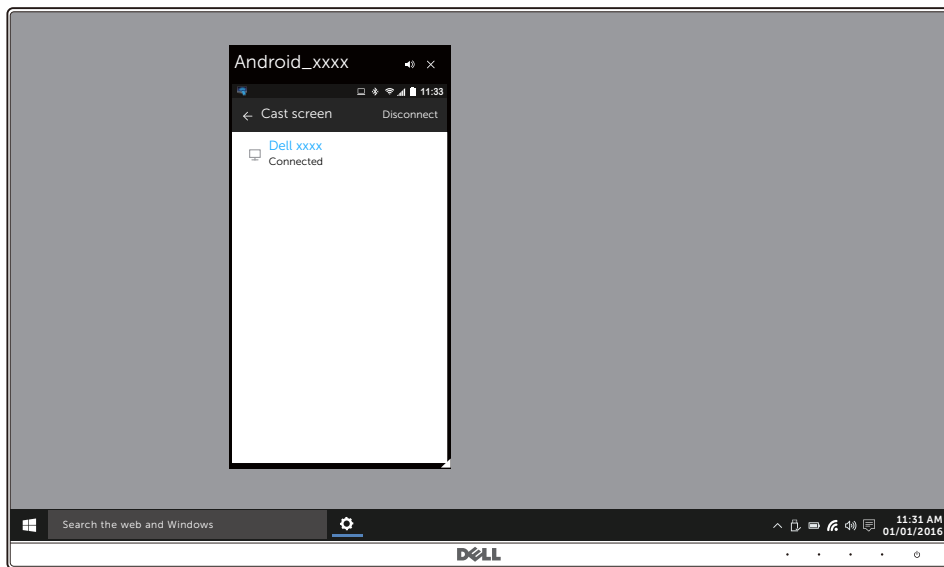 Android_xxxx
11:33
Cast screen Disconnect
Dell xxxx
Connected
Search the web and Windows
11:31 AM
01/01/2016
DELL